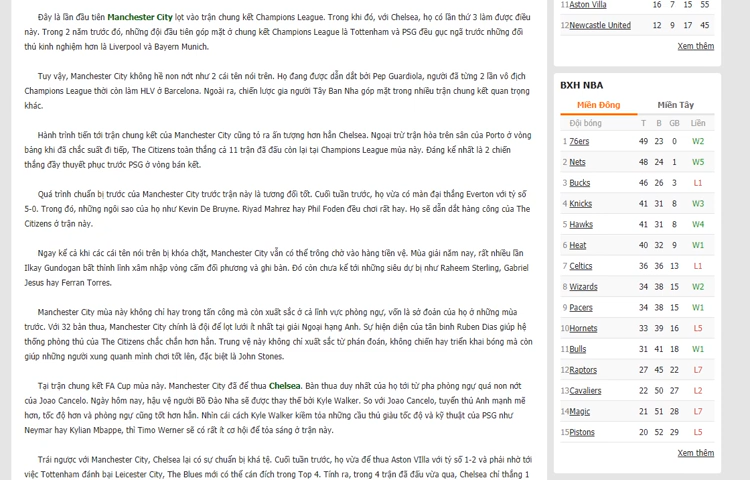 Đây là lần đầu tiên Manchester City lọt vào trận chung kết Champions League. Trong khi đó, với Chelsea, họ có lần thứ 3 làm được điều
này. Trong 2 năm trước đó, những đội đầu tiên góp mặt ở chung kết Champions League là Tottenham và PSG đều gục ngã trước những đối
thủ kinh nghiệm hơn là Liverpool và Bayern Munich.
Tuy vậy, Manchester City không hề non nớt như 2 cái tên nói trên. Họ đang được dẫn dắt bởi Pep Guardiola, người đã từng 2 lần vô địch
Champions League thời còn làm HLV ở Barcelona. Ngoài ra, chiến lược gia người Tây Ban Nha góp mặt trong nhiều trận chung kết quan trọng
khác.
Hành trình tiến tới trận chung kết của Manchester City cũng tỏ ra ấn tượng hơn hẳn Chelsea. Ngoại trừ trận hòa trên sân của Porto ở vòng
bảng khi đã chắc suất đi tiếp, The Citizens toàn thắng cả 11 trận đã đấu còn lại tại Champions League mùa này. Đáng kể nhất là 2 chiến
thắng đầy thuyết phục trước PSG ở vòng bán kết.
Quá trình chuẩn bị trước của Manchester City trước trận này là tương đối tốt. Cuối tuần trước, họ vừa có màn đại thắng Everton với tỷ số
5-0. Trong đó, những ngôi sao của họ như Kevin De Bruyne. Riyad Mahrez hay Phil Foden đều chơi rất hay. Họ sẽ dẫn dắt hàng công của The
Citizens ở trận này.
Ngay kể cả khi các cái tên nói trên bị khóa chặt, Manchester City vẫn có thể trông chờ vào hàng tiền vệ. Mùa giải năm nay, rất nhiều lần
Ilkay Gundogan bất thình lình xâm nhập vòng cấm đối phương và ghi bàn. Đó còn chưa kể tới những siêu dự bị như Raheem Sterling, Gabriel
Jesus hay Ferran Torres.
Manchester City mùa này không chỉ hay trong tấn công mà còn xuất sắc ở cả lĩnh vực phòng ngự, vốn là sở đoản của họ ở những mùa
trước. Với 32 bàn thua, Manchester City chính là đội để lọt lưới ít nhất tại giải Ngoại hạng Anh. Sự hiện diện của tân binh Ruben Dias giúp hệ
thống phòng thủ của The Citizens chắc chắn hơn hẳn. Trung vệ này không chỉ xuất sắc từ phán đoán, không chiến hay triển khai bóng mà còn
giúp những người xung quanh mình chơi tốt lên, đặc biệt là John Stones.
Tại trận chung kết FA Cup mùa này. Manchester City đã để thua Chelsea. Bàn thua duy nhất của họ tới từ pha phòng ngự quá non nớt
của Joao Cancelo. Ngày hôm nay, hậu vệ người Bồ Đào Nha sẽ được thay thế bởi Kyle Walker. So với Joao Cancelo, tuyển thủ Anh mạnh mẽ
hơn, tốc độ hơn và phòng ngự cũng tốt hơn hẳn. Nhìn cái cách Kyle Walker kiềm tỏa những cầu thủ giàu tốc độ và kỹ thuật của PSG như
Neymar hay Kylian Mbappe, thì Timo Werner sẽ có rất ít cơ hội để tỏa sáng ở trận này.
Trái ngược với Manchester City, Chelsea lại có sự chuẩn bị khá tệ. Cuối tuần trước, họ vừa để thua Aston VIlla với tỷ số 1-2 và phải nhờ tới
việc Tottenham đánh bại Leicester City, The Blues mới có thể cán đích trong Top 4. Tính ra, trong 4 trận đã đấu vừa qua, Chelsea chỉ thắng 1
11 Aston Villa 16 7 15 55
12 Newcastle United 12 9 17 45
Xem thêm
BXH NBA
Miền Đông Miền Tây
Đội bóng T B GB Liên
1 76ers 49 23 0 W2
2 Nets 48 24 1 W5
3 Bucks 46 26 3 L1
4 Knicks 41 31 8 W3
5 Hawks 41 31 8 W4
6 Heat 40 32 9 W1
7 Celtics 36 36 13 L1
8 Wizards 34 38 15 W2
9 Pacers 34 38 15 W1
10 Hornets 33 39 16 L5
11 Bulls 31 41 18 W1
12 Raptors 27 45 22 L7
13 Cavaliers 22 50 27 L2
14 Magic 21 51 28 L7
15 Pistons 20 52 29 L5
Xem thêm